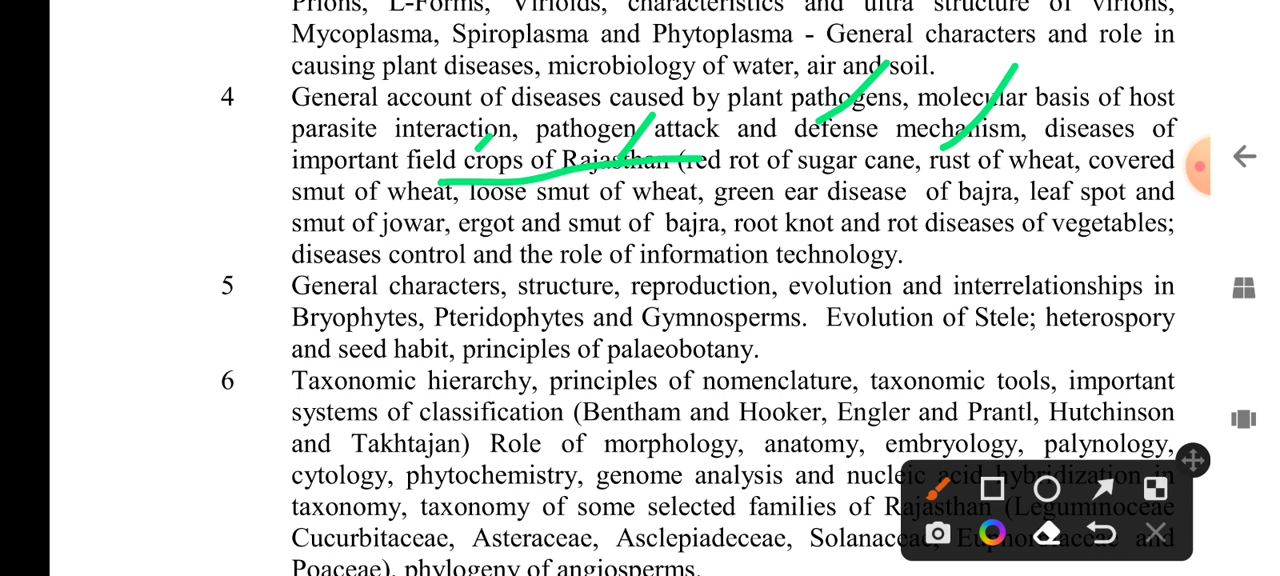 Prions, L-Forms, Virioids, characteristics and ultra structure of virions,
Mycoplasma, Spiroplasma and Phytoplasma - General characters and role in
causing plant diseases, microbiology of water, air and soil.
4 General account of diseases caused by plant pathogens, molecular basis of host
parasite interaction, pathogen attack and defense mechanism, diseases of
important field crops of Rajasthan (red rot of sugar cane, rust of wheat, covered
smut of wheat, loose smut of wheat, green ear disease of bajra, leaf spot and
smut of jowar, ergot and smut of bajra, root knot and rot diseases of vegetables;
diseases control and the role of information technology.
5 General characters, structure, reproduction, evolution and interrelationships in
Bryophytes, Pteridophytes and Gymnosperms. Evolution of Stele; heterospory
and seed habit, principles of palaeobotany.
6 Taxonomic hierarchy, principles of nomenclature, taxonomic tools, important
systems of classification (Bentham and Hooker, Engler and Prantl, Hutchinson
and Takhtajan) Role of morphology, anatomy, embryology, palynology,
cytology, phytochemistry, genome analysis and nucleic acid hybridization in
taxonomy, taxonomy of some selected families of Rajasthan (Leguminoceae
Cucurbitaceae, Asteraceae, Asclepiadeceae, Solanaceae, Euphorbiaceae and
Poaceae), phylogeny of angiosperms.